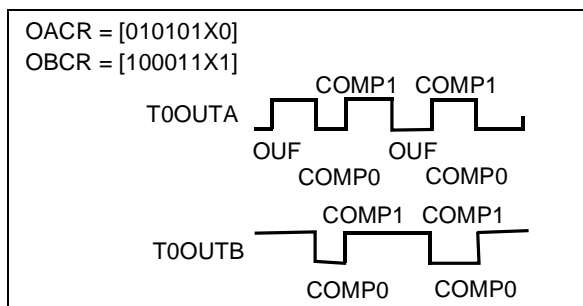 OACR = [010101X0]
OBCR = [100011X1]
COMP1 COMP1
T0OUTA
OUF OUF
COMP0 COMP0
COMP1 COMP1
T0OUTB
COMP0 COMP0